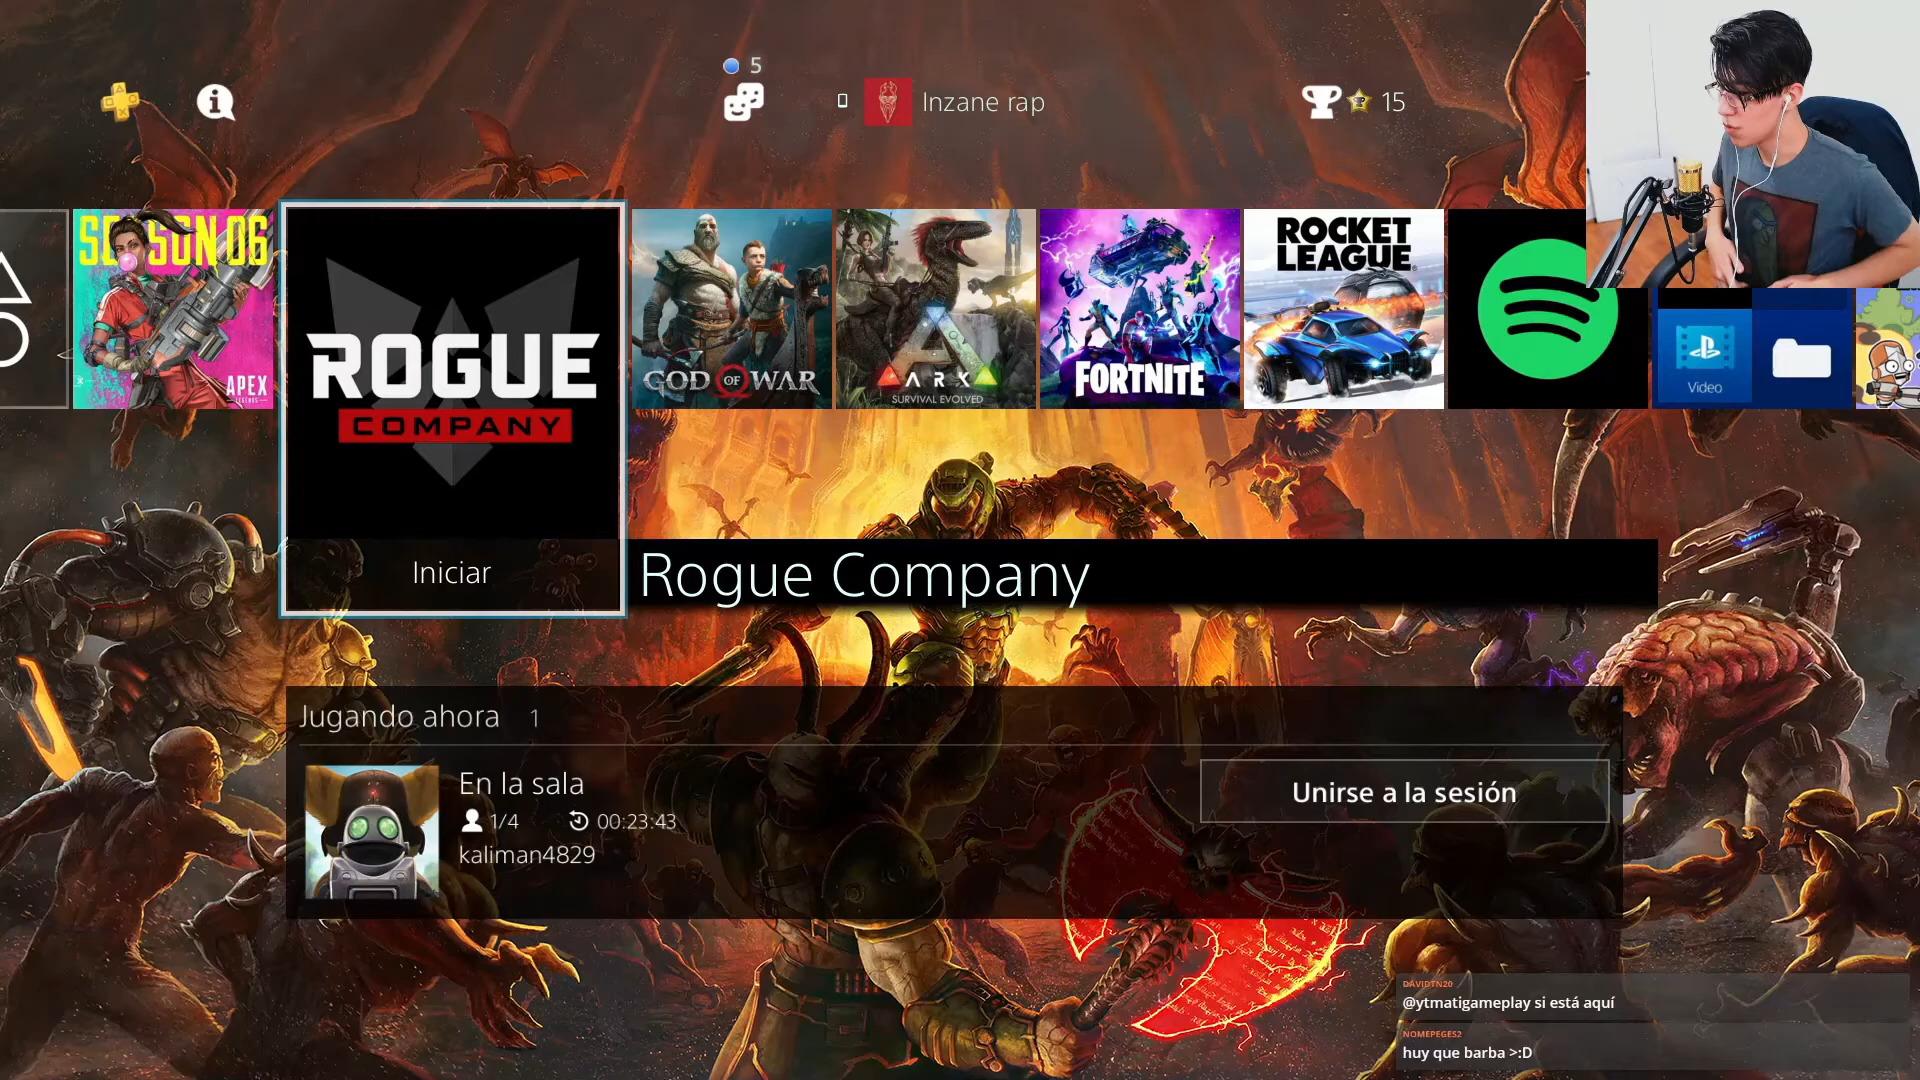 5
Inzane rap
15
SEASON 06
APEX
LEGENDS
ROGUE
COMPANY
GOD OF WAR
ARK
SURVIVAL EVOLVED
FORTNITE
ROCKET
LEAGUE
Video
Iniciar
Rogue Company
Jugando ahora 1
En la sala
1/4 00:23:43
kaliman4829
Unirse a la sesión
DAVIDTN20
@ytmatigameplay si está aquí
NOMEPEGES2
huy que barba >:D